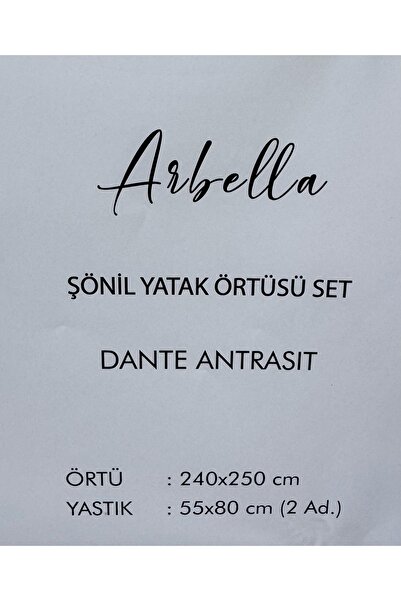 Arbella
ŞÖNİL YATAK ÖRTÜSÜ SET
DANTE ANTRASIT
ÖRTÜ : 240x250 cm
YASTIK : 55x80 cm (2 Ad.)